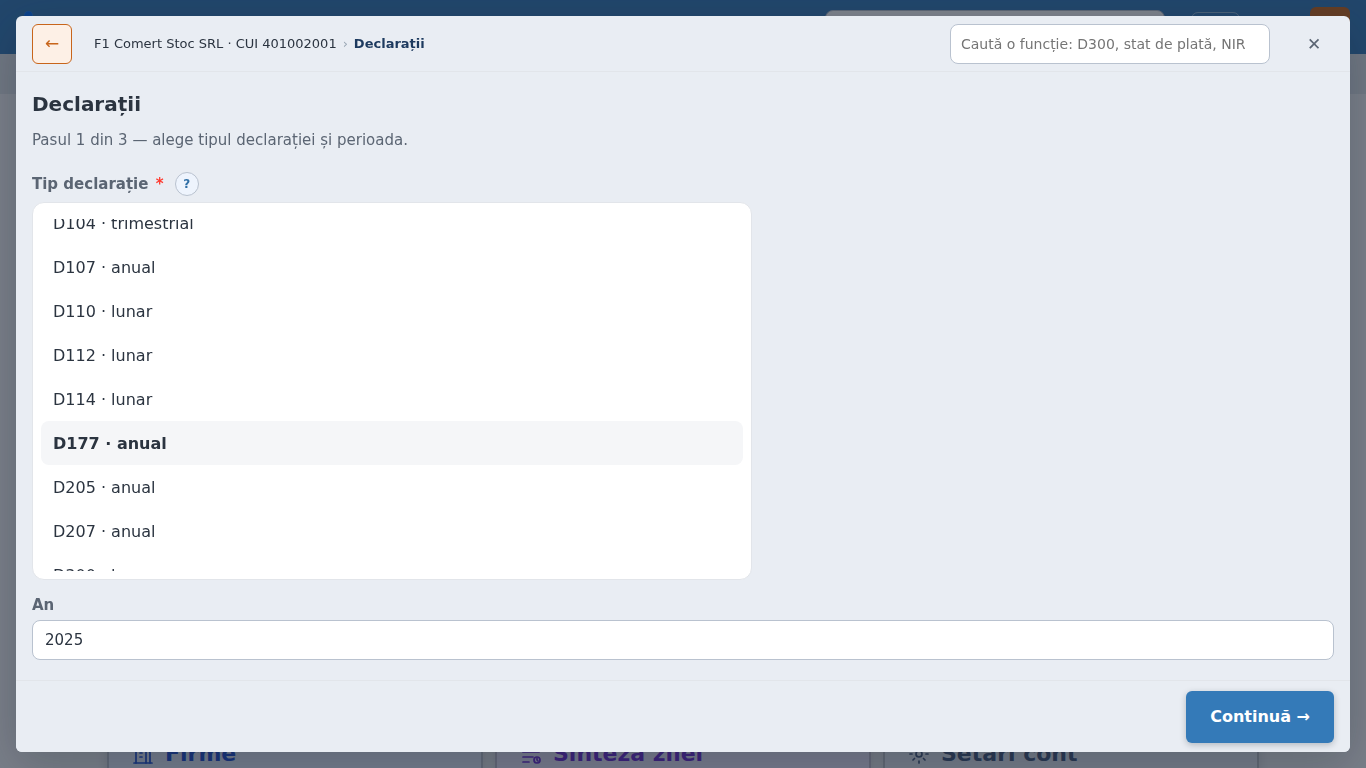 ←
F1 Comert Stoc SRL · CUI 401002001 › Declarații
Caută o funcție: D300, stat de plată, NIR
✕
Declarații
Pasul 1 din 3 — alege tipul declarației și perioada.
Tip declarație * ?
D104 · trimestrial
D107 · anual
D110 · lunar
D112 · lunar
D114 · lunar
D177 · anual
D205 · anual
D207 · anual
An
2025
Continuă →
Firme
Sinteza zilei
Setări cont